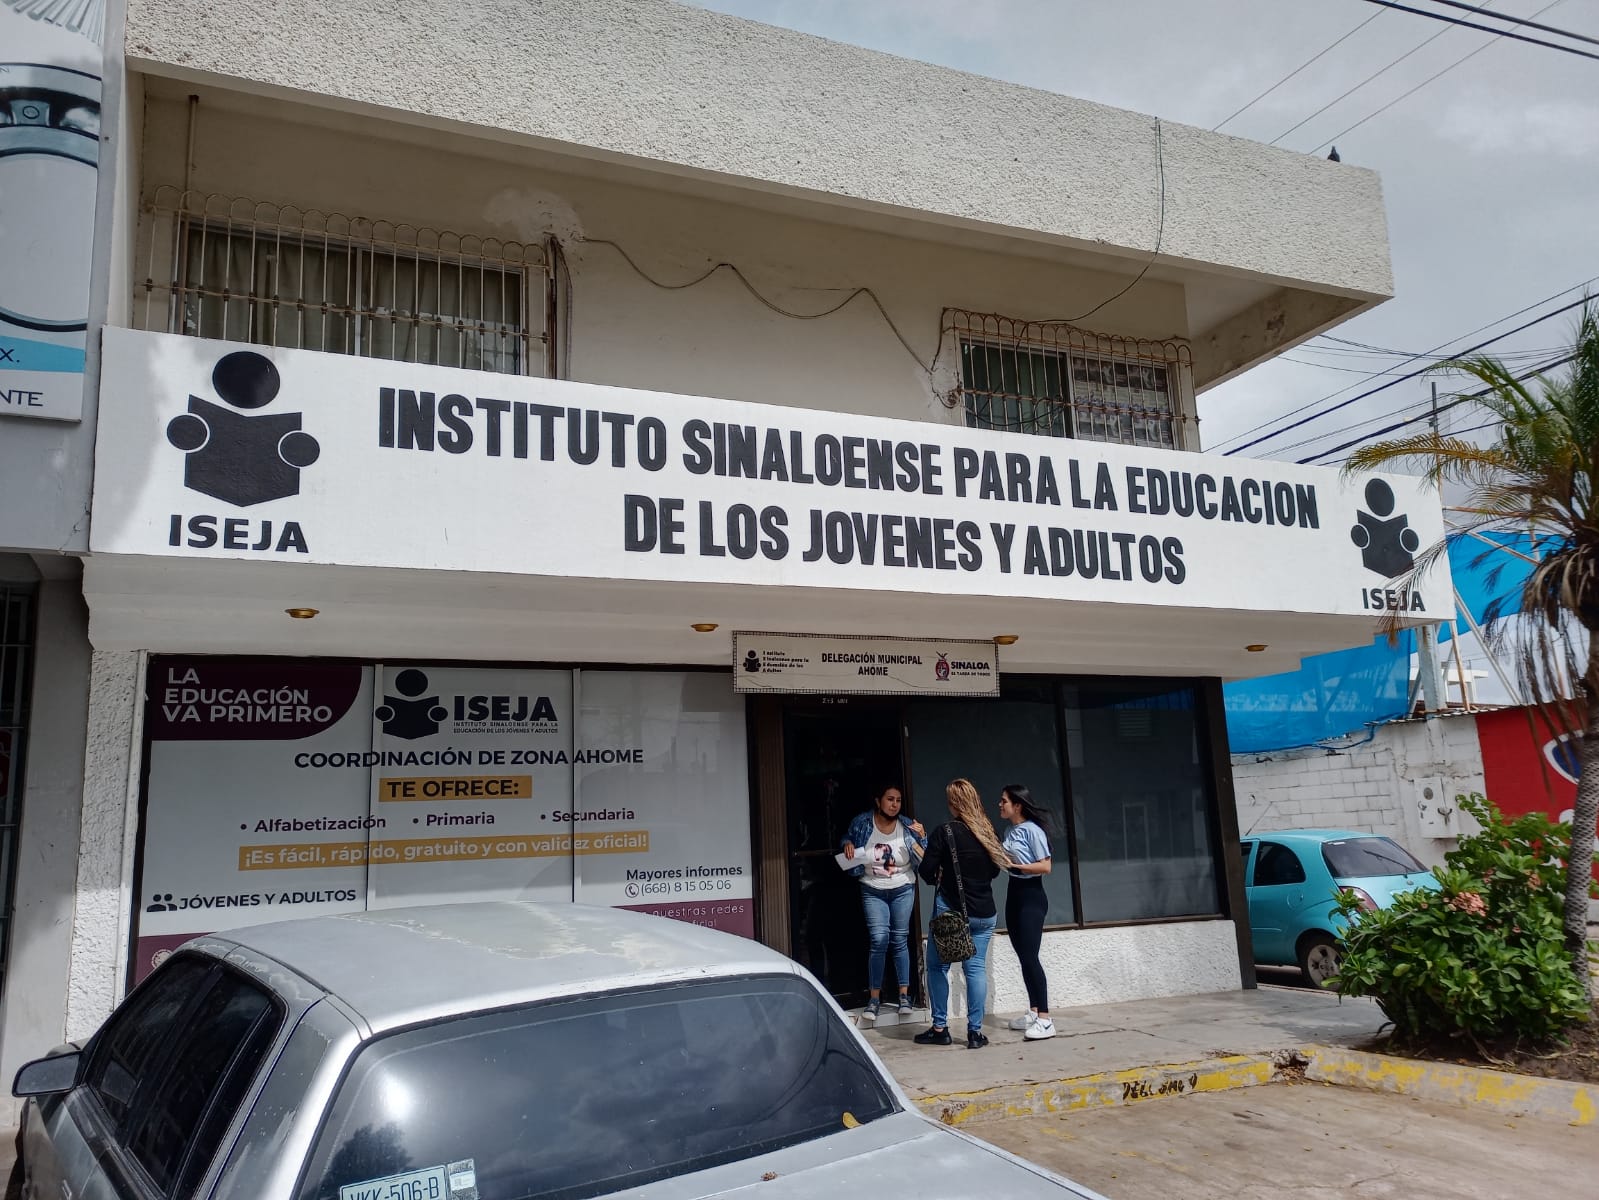 X.
NTE
INSTITUTO SINALOENSE PARA LA EDUCACION
DE LOS JOVENES Y ADULTOS
ISEJA
ISEJA
DELEGACIÓN MUNICIPAL
AHOME
SINALOA
LA
EDUCACIÓN
VA PRIMERO
ISEJA
INSTITUTO SINALOENSE PARA LA
EDUCACIÓN DE LOS JÓVENES Y ADULTOS
COORDINACIÓN DE ZONA AHOME
TE OFRECE:
• Alfabetización • Primaria • Secundaria
¡Es fácil, rápido, gratuito y con validez oficial!
JÓVENES Y ADULTOS
Mayores informes
(668) 8 15 05 06
nuestras redes
VKK-506-B